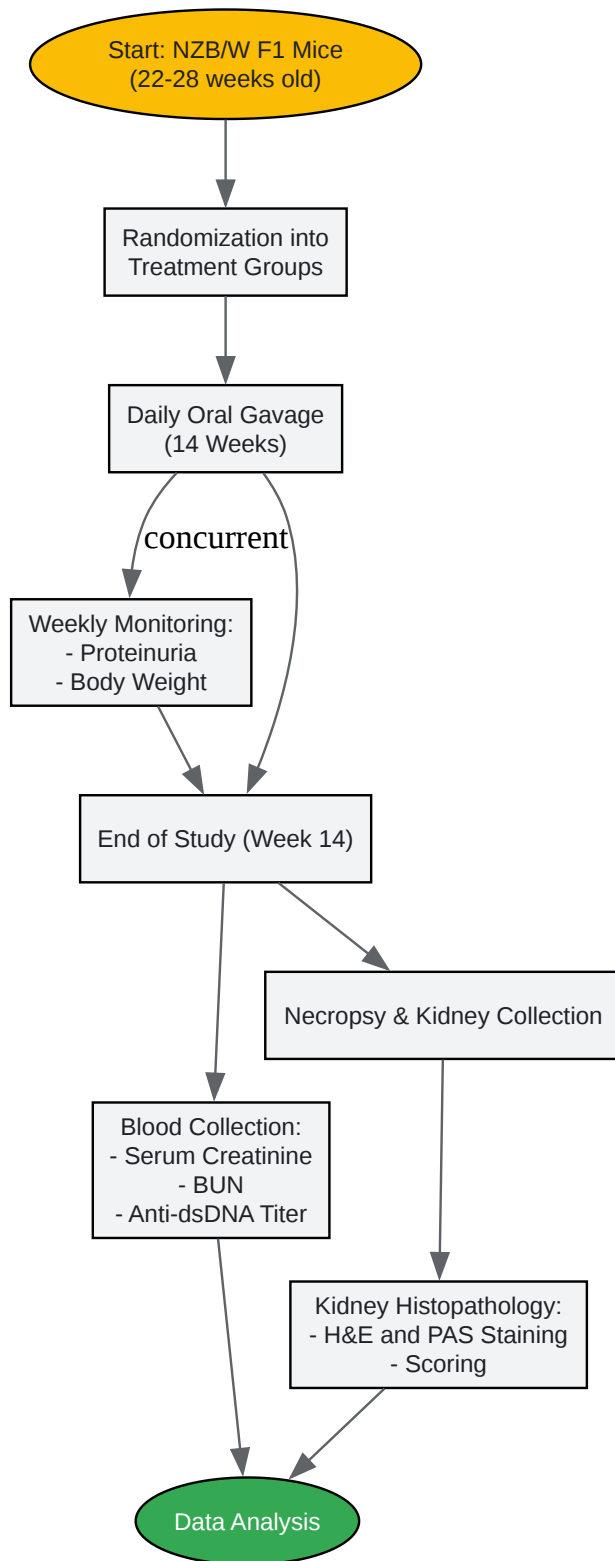 Start: NZB/W F1 Mice
(22-28 weeks old)
Randomization into
Treatment Groups
Daily Oral Gavage
(14 Weeks)
concurrent
Weekly Monitoring:
- Proteinuria
- Body Weight
End of Study (Week 14)
Necropsy & Kidney Collection
Blood Collection:
- Serum Creatinine
- BUN
- Anti-dsDNA Titer
Kidney Histopathology:
- H&E and PAS Staining
- Scoring
Data Analysis